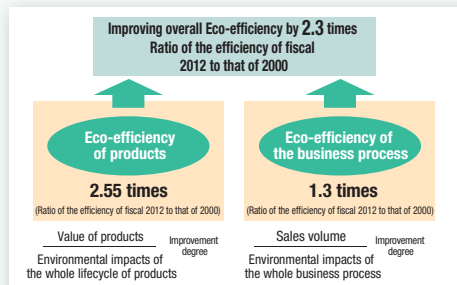 Improving overall Eco-efficiency by 2.3 times
Ratio of the efficiency of fiscal
2012 to that of 2000
Eco-efficiency
of products
2.55 times
(Ratio of the efficiency of fiscal 2012 to that of 2000)
Value of products
Improvement
degree
Environmental impacts of
the whole lifecycle of products
Eco-efficiency of
the business process
1.3 times
(Ratio of the efficiency of fiscal 2012 to that of 2000)
Sales volume
Improvement
degree
Environmental impacts of
the whole business process